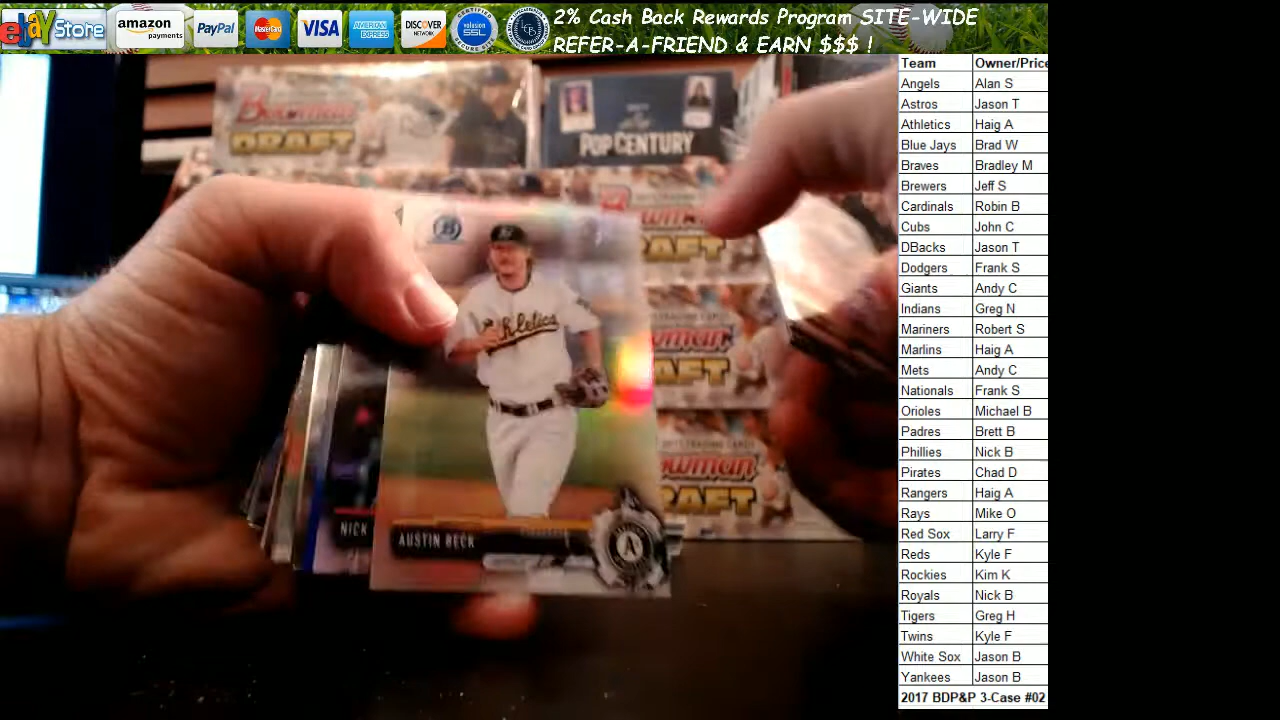 ebay Store
amazon payments
PayPal
MasterCard
VISA
AMERICAN EXPRESS
DISCOVER NETWORK
SSL
2% Cash Back Rewards Program SITE-WIDE
REFER-A-FRIEND & EARN $$$ !
Bowman
DRAFT
POP CENTURY
NICK
AUSTIN BECK
Athletics
A
Team Owner/Price
Angels Alan S
Astros Jason T
Athletics Haig A
Blue Jays Brad W
Braves Bradley M
Brewers Jeff S
Cardinals Robin B
Cubs John C
DBacks Jason T
Dodgers Frank S
Giants Andy C
Indians Greg N
Mariners Robert S
Marlins Haig A
Mets Andy C
Nationals Frank S
Orioles Michael B
Padres Brett B
Phillies Nick B
Pirates Chad D
Rangers Haig A
Rays Mike O
Red Sox Larry F
Reds Kyle F
Rockies Kim K
Royals Nick B
Tigers Greg H
Twins Kyle F
White Sox Jason B
Yankees Jason B
2017 BDP&P 3-Case #02